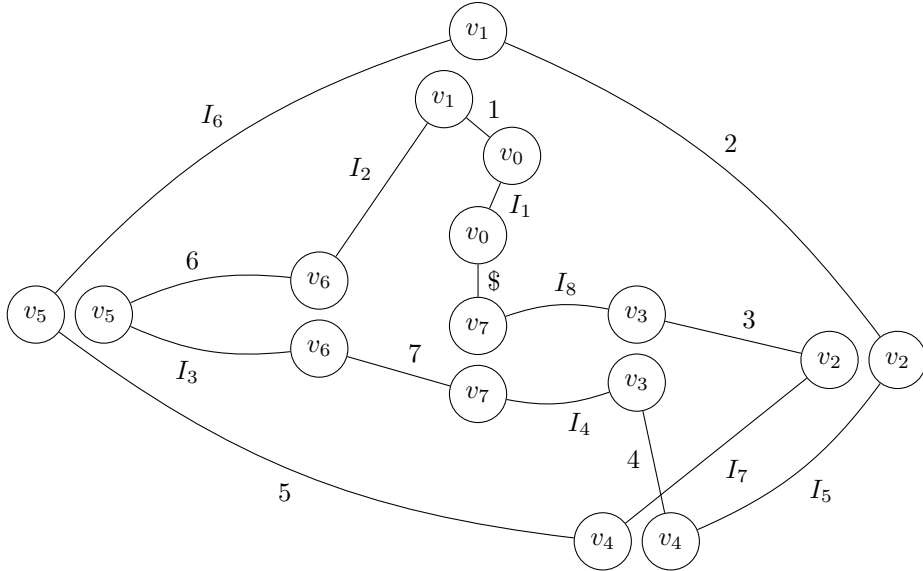 v₁
v₁
1
I₆
2
v₀
I₂
I₁
v₀
6
v₆
$
I₈
v₅
v₅
v₇
v₃
3
v₆
7
v₂
v₂
I₃
v₇
v₃
I₄
4
I₇
5
I₅
v₄
v₄